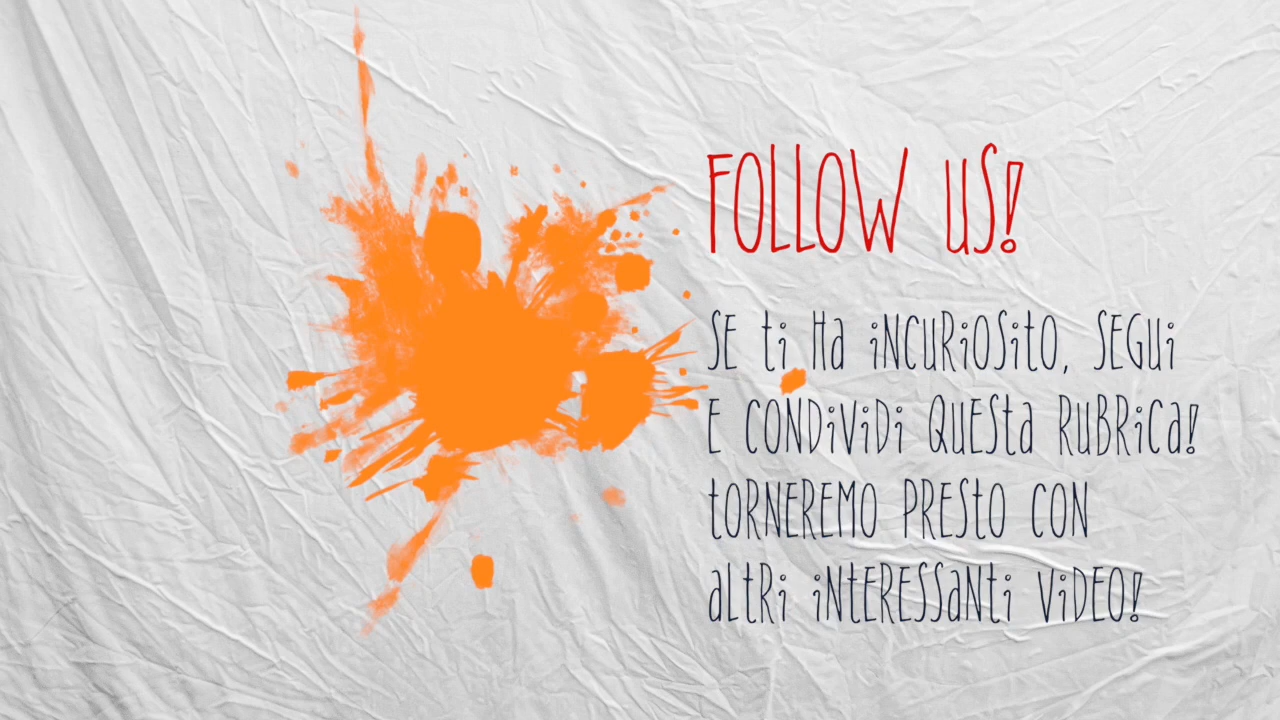 FOLLOW US!
SE ti Ha iNCURiOSitO, SEGUi
E CONDiViDi QUESta RUBRiCa!
tORNEREMO PRESTO CON
aLtRi iNtERESSaNti ViDEO!